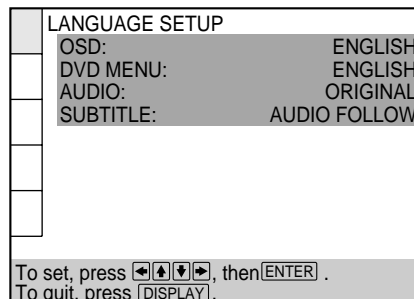 LANGUAGE SETUP
OSD: ENGLISH
DVD MENU: ENGLISH
AUDIO: ORIGINAL
SUBTITLE: AUDIO FOLLOW
To set, press ←↑↓→, then ENTER .
To quit, press DISPLAY.